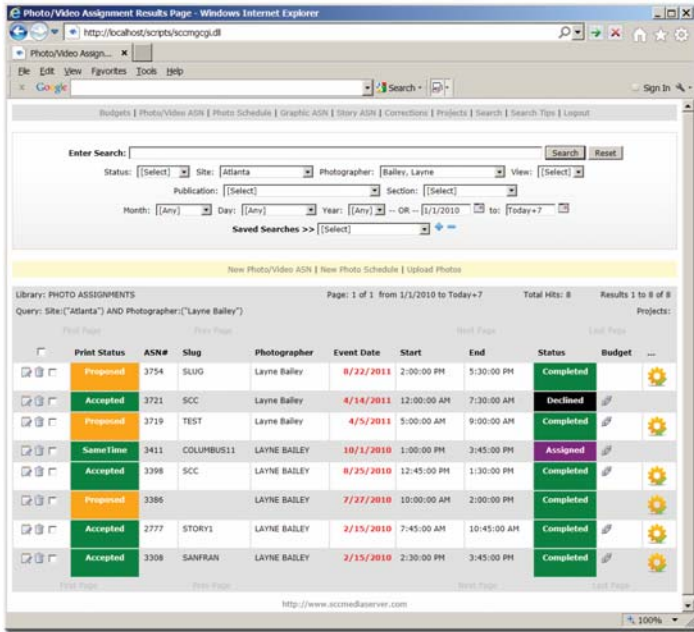 Photo/Video Assignment Results Page - Windows Internet Explorer
http://localhost/scripts/sccmgcgi.dll
Photo/Video Assign...
File Edit View Favorites Tools Help
Google Search Sign In
Budgets | Photo/Video ASN | Photo Schedule | Graphic ASN | Story ASN | Corrections | Projects | Search | Search Tips | Logout
Enter Search: Search Reset
Status: [[Select] Site: Atlanta Photographer: Bailey, Layne View: [[Select]
Publication: [[Select] Section: [[Select]
Month: [[Any] Day: [[Any] Year: [[Any] -- OR -- 1/1/2010 to: Today+7
Saved Searches >> [[Select]
New Photo/Video ASN | New Photo Schedule | Upload Photos
Library: PHOTO ASSIGNMENTS Page: 1 of 1 from 1/1/2010 to Today+7 Total Hits: 8 Results 1 to 8 of 8
Query: Site:("Atlanta") AND Photographer:("Layne Bailey") Projects:
First Page Prev Page Next Page Last Page
Print Status ASN# Slug Photographer Event Date Start End Status Budget ...
Proposed 3754 SLUG Layne Bailey 8/22/2011 2:00:00 PM 5:30:00 PM Completed
Accepted 3721 SCC Layne Bailey 4/14/2011 12:00:00 AM 7:30:00 AM Declined
Proposed 3719 TEST Layne Bailey 4/5/2011 5:00:00 AM 9:00:00 AM Completed
SameTime 3411 COLUMBUS11 LAYNE BAILEY 10/1/2010 1:00:00 PM 3:45:00 PM Assigned
Accepted 3398 SCC LAYNE BAILEY 8/25/2010 12:45:00 PM 1:30:00 PM Completed
Proposed 3386 LAYNE BAILEY 7/27/2010 10:00:00 AM 2:00:00 PM Completed
Accepted 2777 STORY1 LAYNE BAILEY 2/15/2010 7:45:00 AM 10:45:00 AM Completed
Accepted 3308 SANFRAN LAYNE BAILEY 2/15/2010 2:30:00 PM 3:45:00 PM Completed
First Page Prev Page Next Page Last Page
http://www.sccmediaserver.com
100%